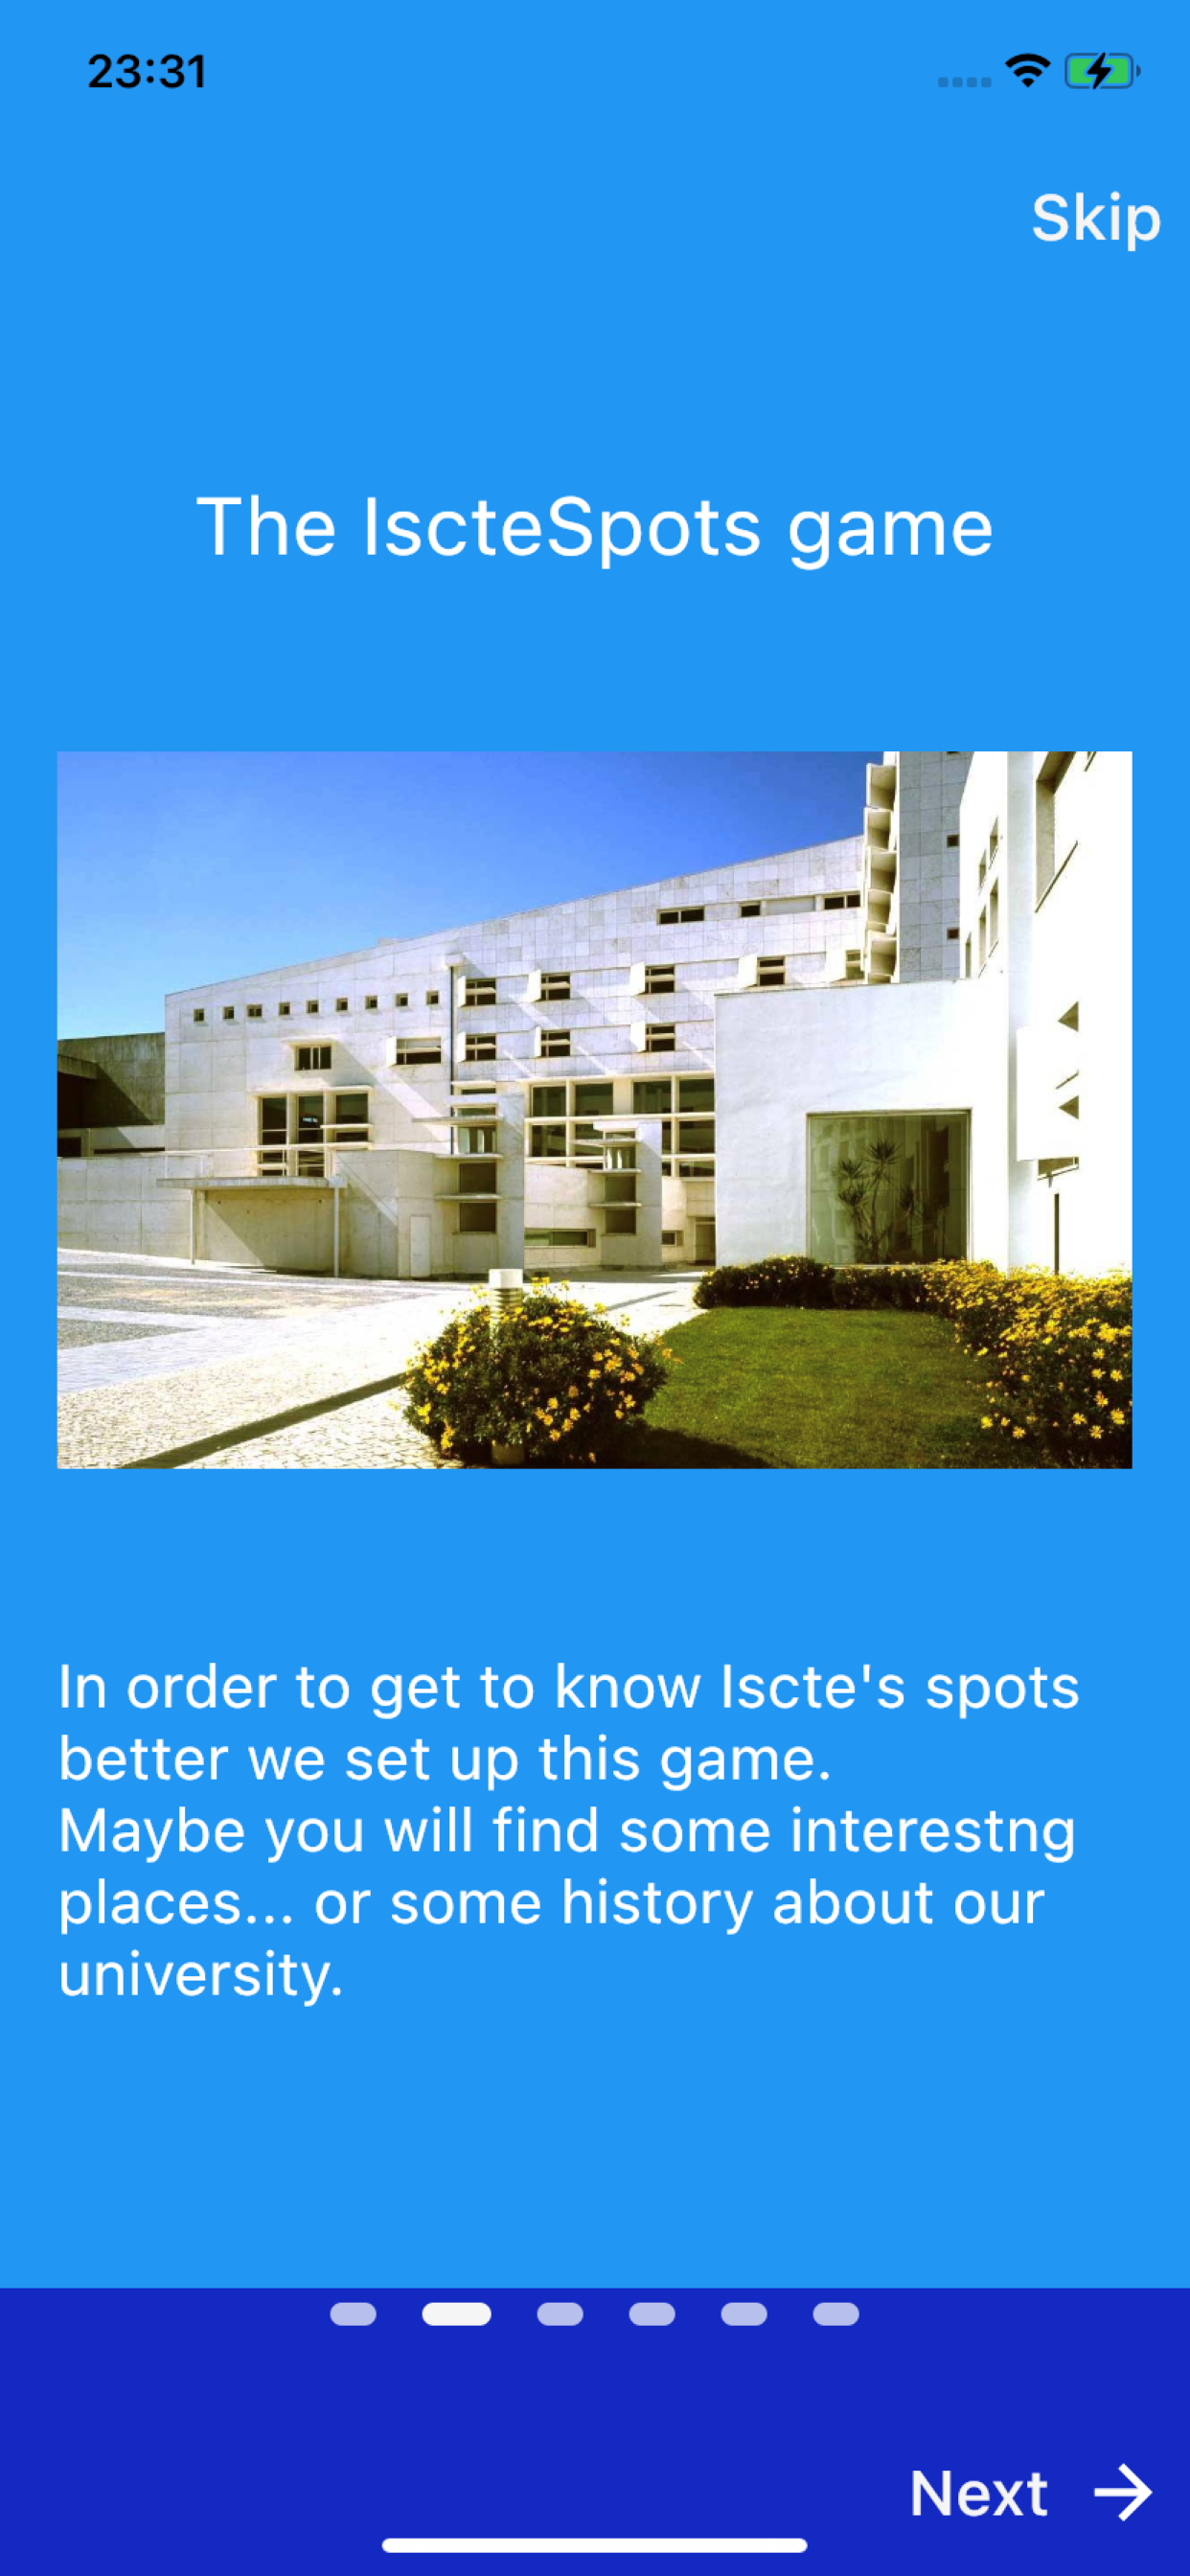 23:31
Skip
The IscteSpots game
In order to get to know Iscte's spots
better we set up this game.
Maybe you will find some interestng
places... or some history about our
university.
Next